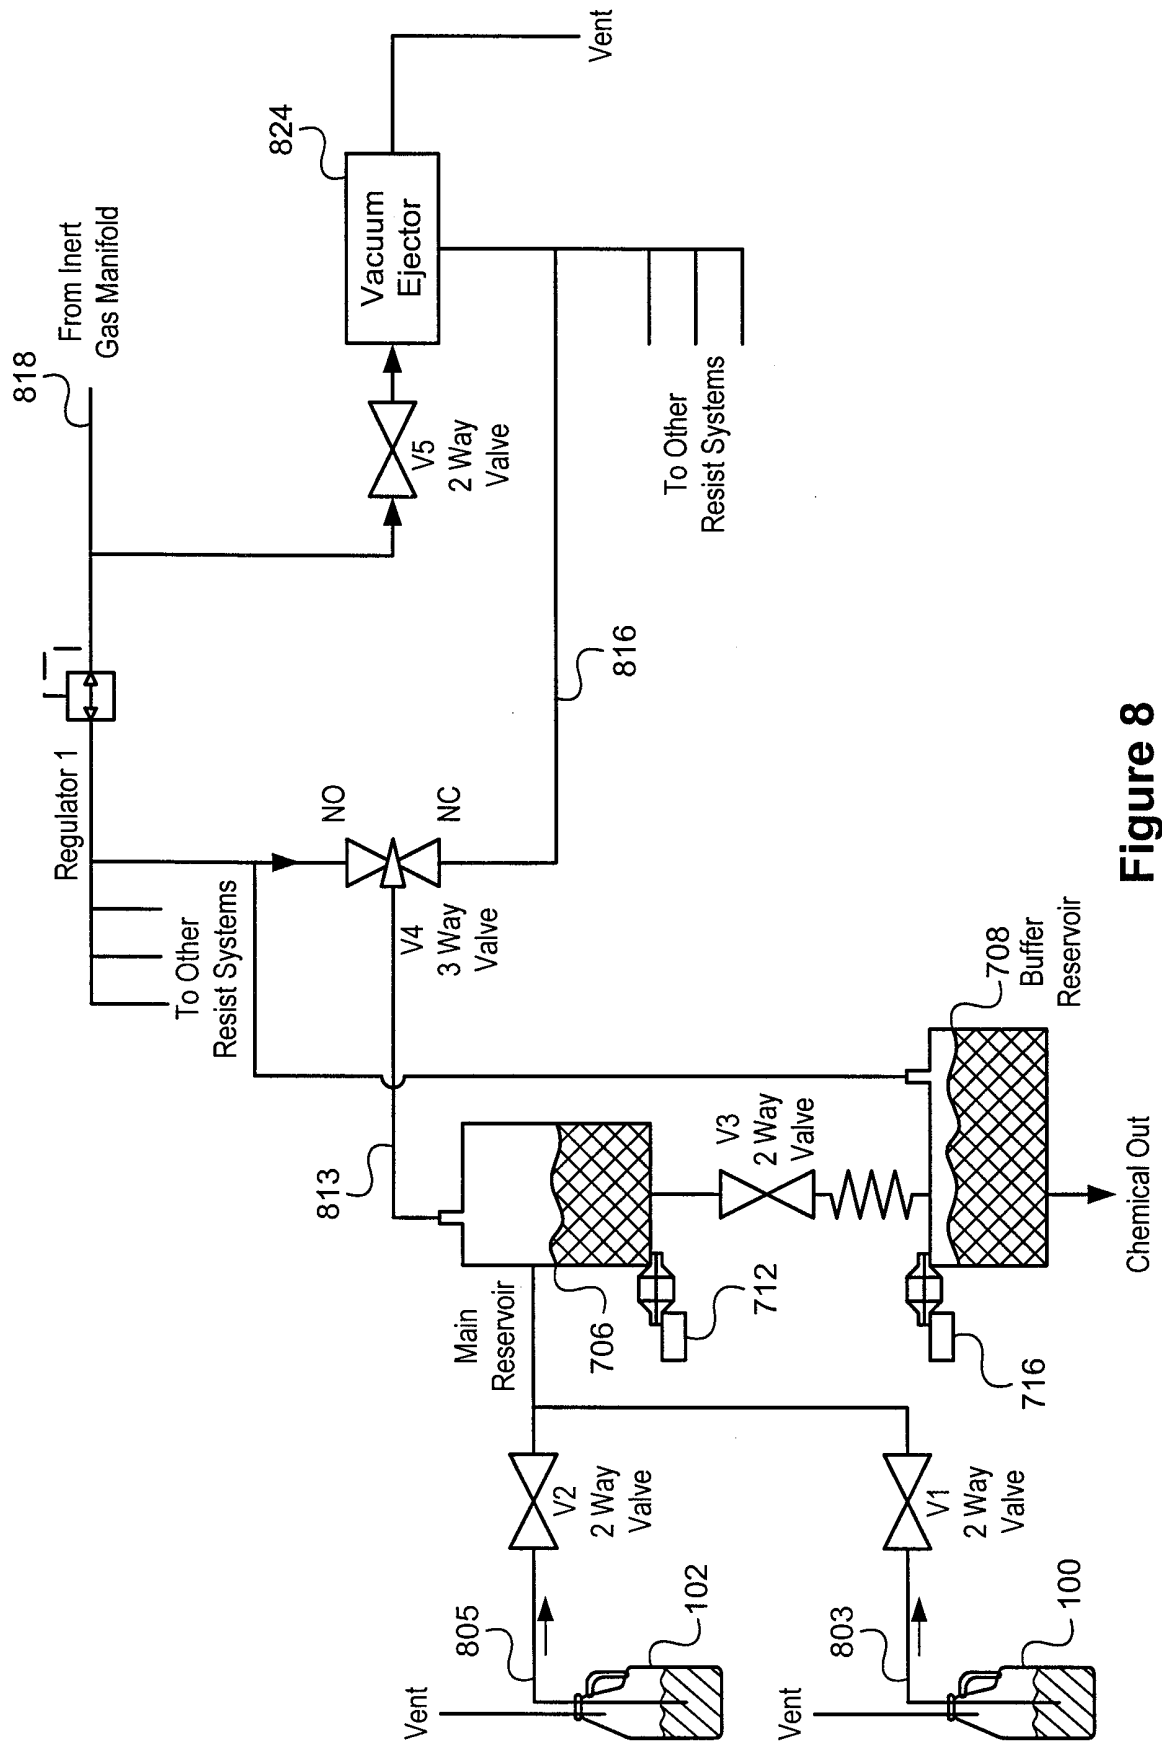 818
From Inert
Gas Manifold
824
Vacuum
Ejector
Vent
V5
2 Way
Valve
To Other
Resist Systems
Regulator 1
816
NO
NC
V4
3 Way
Valve
To Other
Resist Systems
813
Main
Reservoir
706
712
V3
2 Way
Valve
708
Buffer
Reservoir
716
Chemical Out
V2
2 Way
Valve
805
102
Vent
V1
2 Way
Valve
803
100
Vent
Figure 8